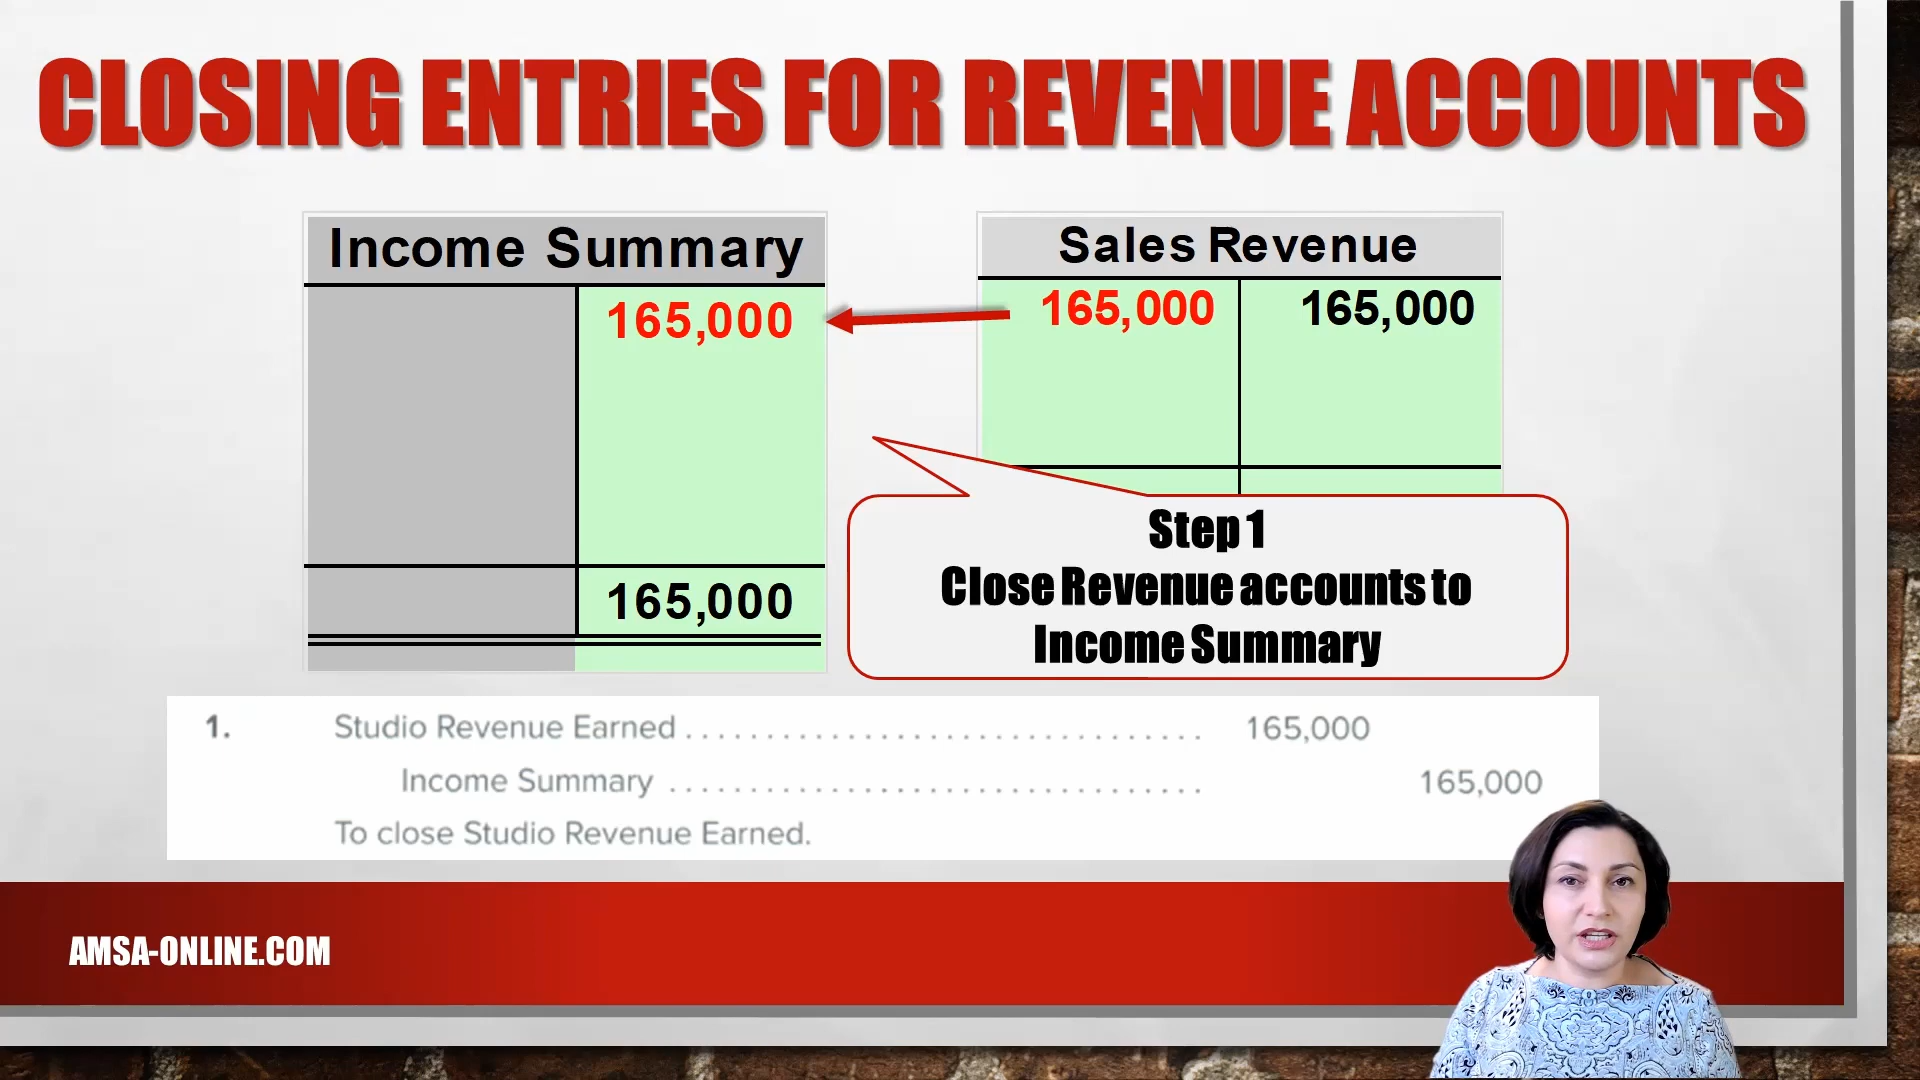 CLOSING ENTRIES FOR REVENUE ACCOUNTS
Income Summary
165,000
165,000
Sales Revenue
165,000 165,000
Step 1
Close Revenue accounts to
Income Summary
1. Studio Revenue Earned ................................ 165,000
Income Summary ................................. 165,000
To close Studio Revenue Earned.
AMSA-ONLINE.COM